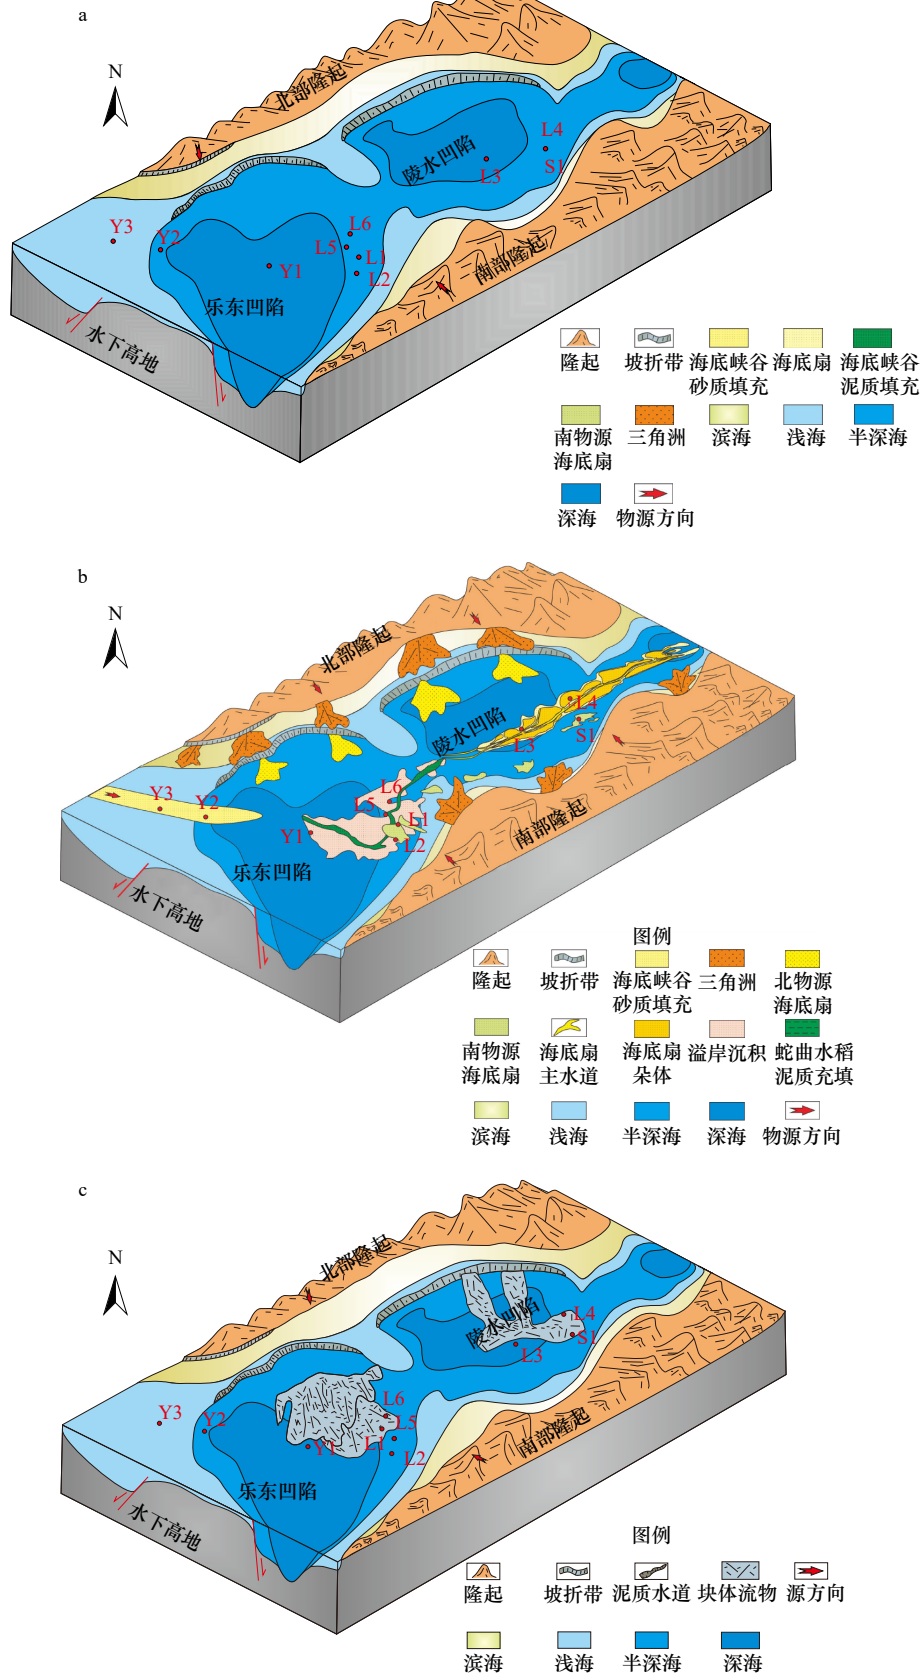 a
N
北部隆起
L4
陵水凹陷
L3
S1
Y3
Y2
L6
L5
L1
L2
Y1
南部隆起
乐东凹陷
水下高地
隆起
坡折带
海底峡谷
砂质填充
海底扇
海底峡谷
泥质填充
南物源
海底扇
三角洲
滨海
浅海
半深海
深海
物源方向
b
N
北部隆起
L4
S1
陵水凹陷
L3
Y3
Y2
L6
L5
L1
L2
Y1
南部隆起
乐东凹陷
水下高地
图例
隆起
坡折带
海底峡谷
砂质填充
三角洲
北物源
海底扇
南物源
海底扇
海底扇
主水道
海底扇
朵体
溢岸沉积
蛇曲水稻
泥质充填
滨海
浅海
半深海
深海
物源方向
c
N
北部隆起
陵水凹陷
L4
S1
L3
Y3
Y2
L6
L5
L1
L2
Y1
南部隆起
乐东凹陷
水下高地
图例
隆起
坡折带
泥质水道
块体流物
源方向
滨海
浅海
半深海
深海